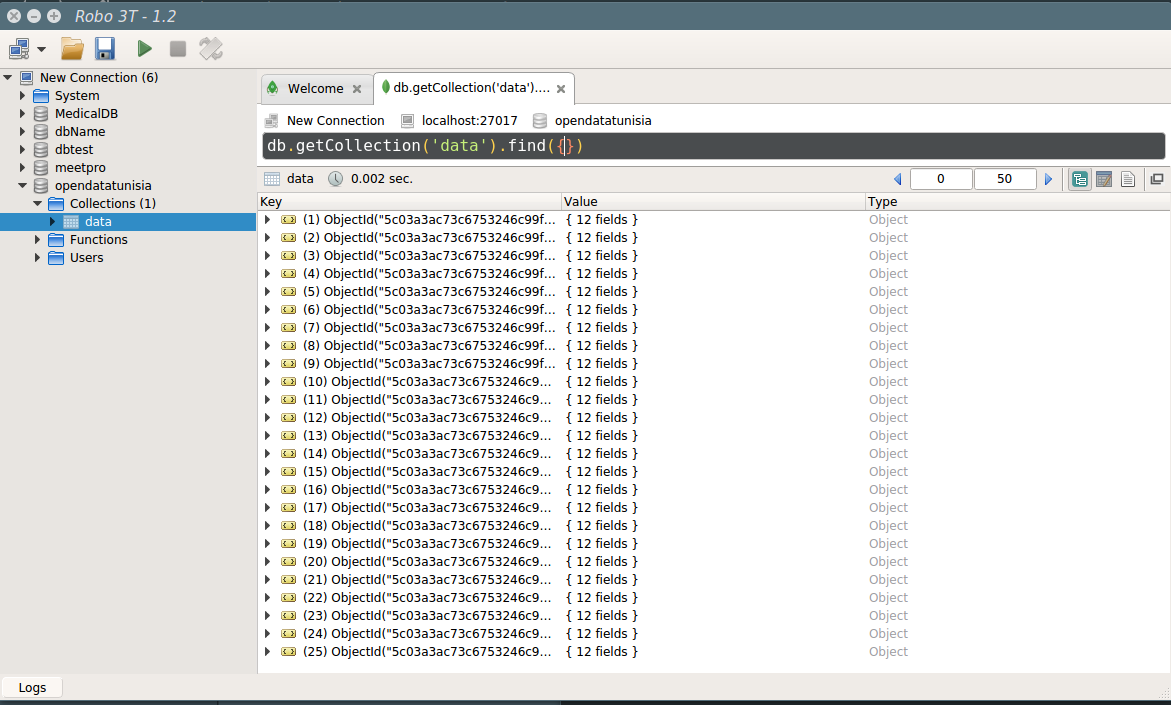 Robo 3T - 1.2
New Connection (6)
System
MedicalDB
dbName
dbtest
meetpro
opendatatunisia
Collections (1)
data
Functions
Users
Welcome
db.getCollection('data')....
New Connection
localhost:27017
opendatatunisia
db.getCollection('data').find({})
data
0.002 sec.
0
50
Key Value Type
(1) ObjectId("5c03a3ac73c6753246c99f... { 12 fields } Object
(2) ObjectId("5c03a3ac73c6753246c99f... { 12 fields } Object
(3) ObjectId("5c03a3ac73c6753246c99f... { 12 fields } Object
(4) ObjectId("5c03a3ac73c6753246c99f... { 12 fields } Object
(5) ObjectId("5c03a3ac73c6753246c99f... { 12 fields } Object
(6) ObjectId("5c03a3ac73c6753246c99f... { 12 fields } Object
(7) ObjectId("5c03a3ac73c6753246c99f... { 12 fields } Object
(8) ObjectId("5c03a3ac73c6753246c99f... { 12 fields } Object
(9) ObjectId("5c03a3ac73c6753246c99f... { 12 fields } Object
(10) ObjectId("5c03a3ac73c6753246c9... { 12 fields } Object
(11) ObjectId("5c03a3ac73c6753246c9... { 12 fields } Object
(12) ObjectId("5c03a3ac73c6753246c9... { 12 fields } Object
(13) ObjectId("5c03a3ac73c6753246c9... { 12 fields } Object
(14) ObjectId("5c03a3ac73c6753246c9... { 12 fields } Object
(15) ObjectId("5c03a3ac73c6753246c9... { 12 fields } Object
(16) ObjectId("5c03a3ac73c6753246c9... { 12 fields } Object
(17) ObjectId("5c03a3ac73c6753246c9... { 12 fields } Object
(18) ObjectId("5c03a3ac73c6753246c9... { 12 fields } Object
(19) ObjectId("5c03a3ac73c6753246c9... { 12 fields } Object
(20) ObjectId("5c03a3ac73c6753246c9... { 12 fields } Object
(21) ObjectId("5c03a3ac73c6753246c9... { 12 fields } Object
(22) ObjectId("5c03a3ac73c6753246c9... { 12 fields } Object
(23) ObjectId("5c03a3ac73c6753246c9... { 12 fields } Object
(24) ObjectId("5c03a3ac73c6753246c9... { 12 fields } Object
(25) ObjectId("5c03a3ac73c6753246c9... { 12 fields } Object
Logs